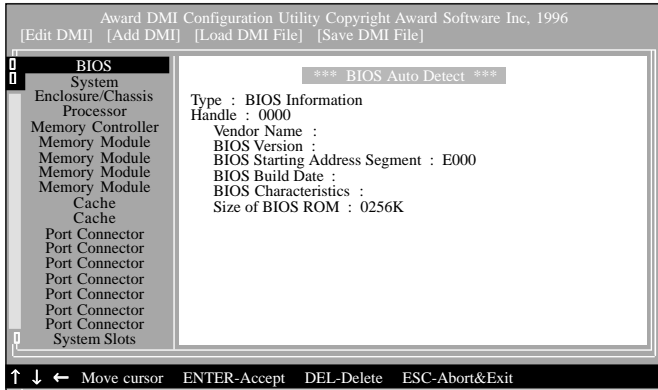 Award DMI Configuration Utility Copyright Award Software Inc, 1996
[Edit DMI] [Add DMI] [Load DMI File] [Save DMI File]
BIOS
System
Enclosure/Chassis
Processor
Memory Controller
Memory Module
Memory Module
Memory Module
Memory Module
Cache
Cache
Port Connector
Port Connector
Port Connector
Port Connector
Port Connector
Port Connector
Port Connector
System Slots
*** BIOS Auto Detect ***
Type : BIOS Information
Handle : 0000
Vendor Name :
BIOS Version :
BIOS Starting Address Segment : E000
BIOS Build Date :
BIOS Characteristics :
Size of BIOS ROM : 0256K
↑ ↓ ← Move cursor ENTER-Accept DEL-Delete ESC-Abort&Exit